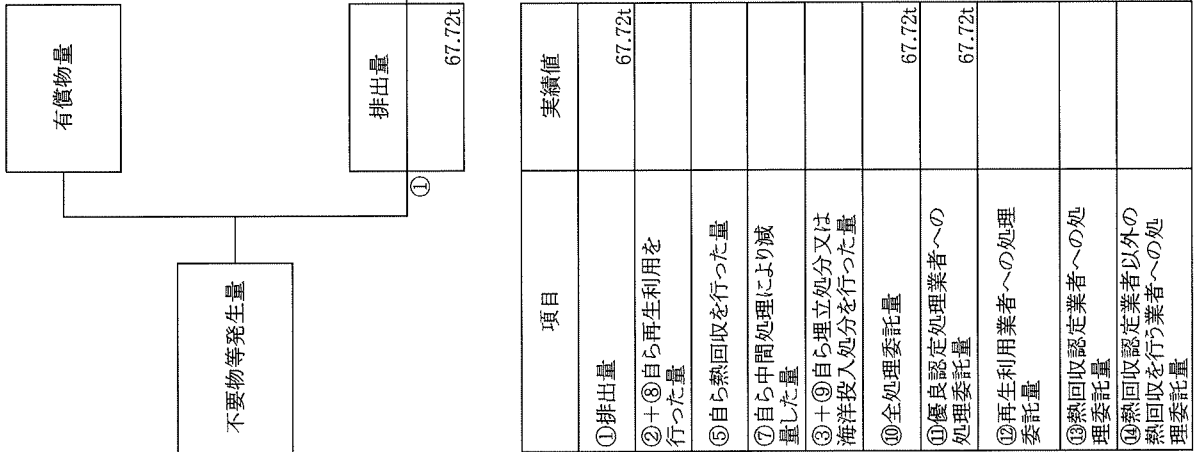 有償物量
不要物等発生量
排出量
①
67.72t
項目
実績値
①排出量
67.72t
②+⑧自ら再生利用を
行った量
⑤自ら熱回収を行った量
⑦自ら中間処理により減
量した量
③+⑨自ら埋立処分又は
海洋投入処分を行った量
⑩全処理委託量
67.72t
⑪優良認定処理業者への
処理委託量
67.72t
⑫再生利用業者への処理
委託量
⑬熱回収認定業者への処
理委託量
⑭熱回収認定業者以外の
熱回収を行う業者への処
理委託量